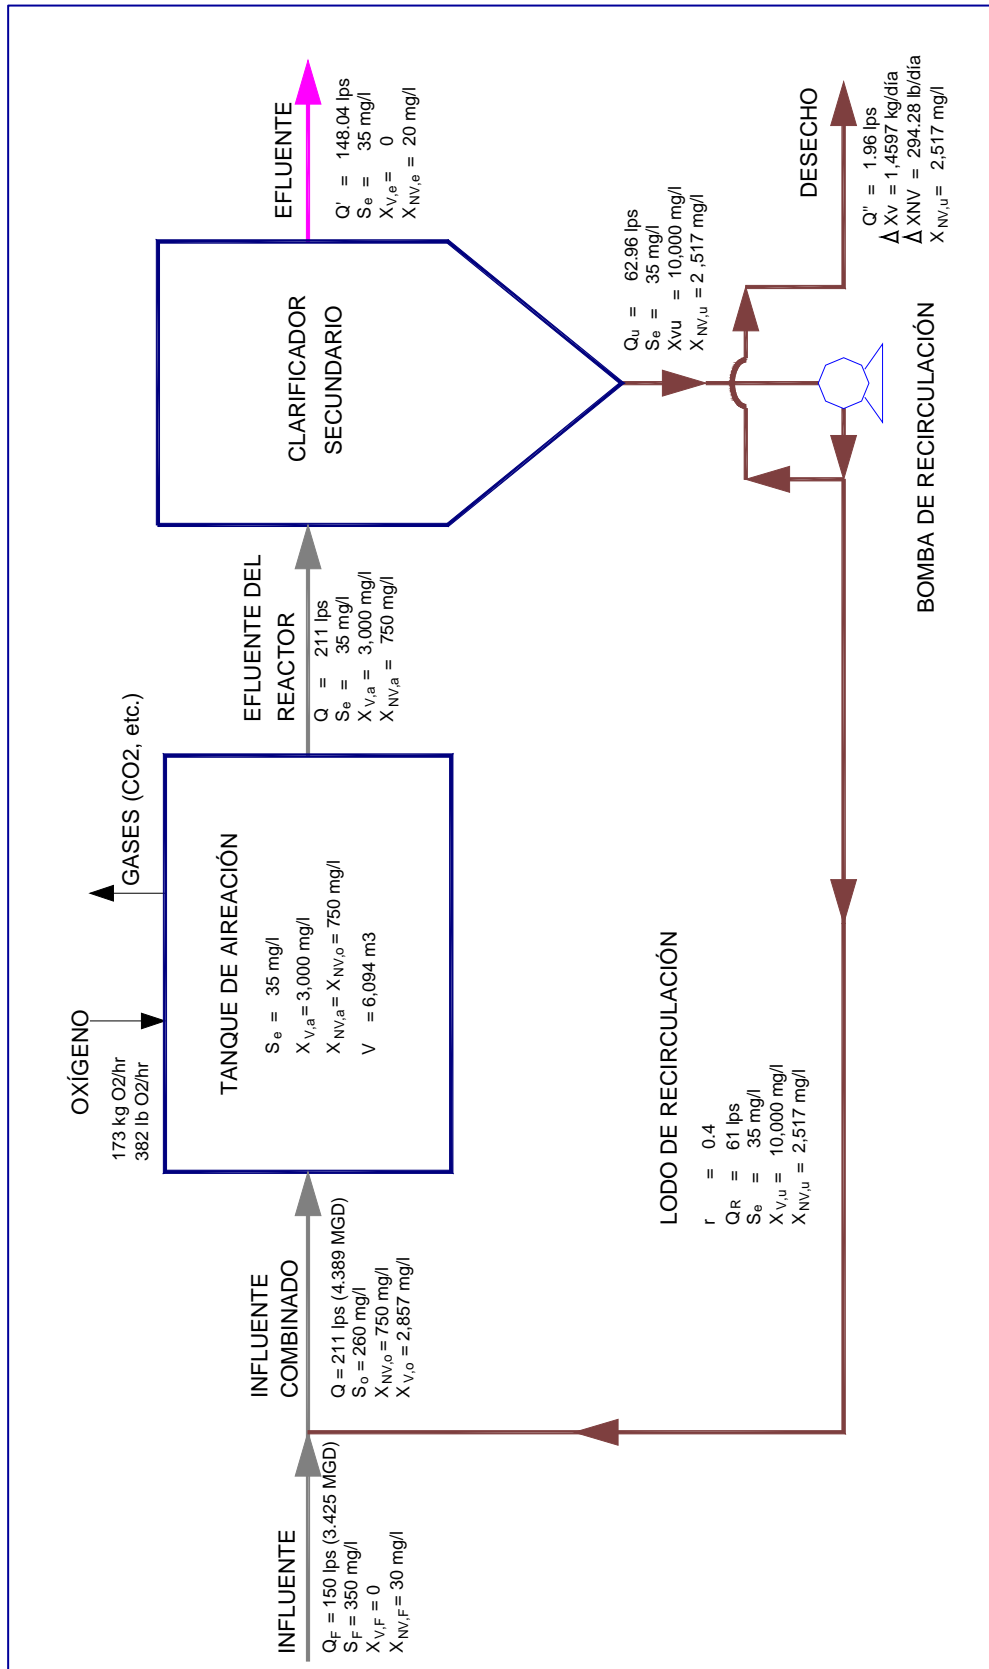 INFLUENTE
Q_F = 150 lps (3.425 MGD)
S_F = 350 mg/l
X_V,F = 0
X_NV,F = 30 mg/l
INFLUENTE
COMBINADO
Q = 211 lps (4.389 MGD)
S_o = 260 mg/l
X_NV,o = 750 mg/l
X_V,o = 2,857 mg/l
OXÍGENO
173 kg O2/hr
382 lb O2/hr
GASES (CO2, etc.)
TANQUE DE AIREACIÓN
S_e = 35 mg/l
X_V,a = 3,000 mg/l
X_NV,a = X_NV,o = 750 mg/l
V = 6,094 m3
EFLUENTE DEL
REACTOR
Q = 211 lps
S_e = 35 mg/l
X_V,a = 3,000 mg/l
X_NV,a = 750 mg/l
CLARIFICADOR
SECUNDARIO
EFLUENTE
Q' = 148.04 lps
S_e = 35 mg/l
X_V,e = 0
X_NV,e = 20 mg/l
Q_u = 62.96 lps
S_e = 35 mg/l
Xvu = 10,000 mg/l
X_NV,u = 2 ,517 mg/l
DESECHO
Q" = 1.96 lps
Δ Xv = 1,4597 kg/día
Δ XNV = 294.28 lb/día
X_NV,u = 2,517 mg/l
BOMBA DE RECIRCULACIÓN
LODO DE RECIRCULACIÓN
r = 0.4
Q_R = 61 lps
S_e = 35 mg/l
X_V,u = 10,000 mg/l
X_NV,u = 2,517 mg/l